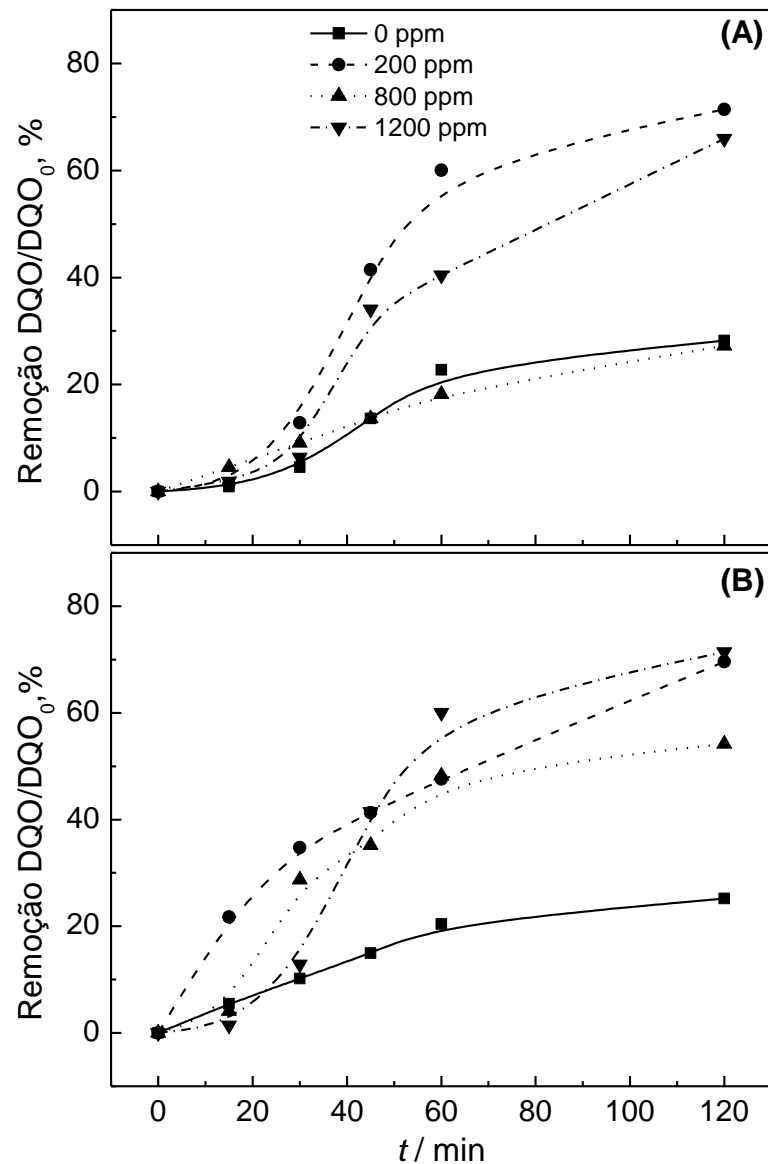 (A)
0 ppm
200 ppm
800 ppm
1200 ppm
80
60
40
20
0
Remoção DQO/DQO₀, %
(B)
80
60
40
20
0
Remoção DQO/DQO₀,%
0 20 40 60 80 100 120
t / min